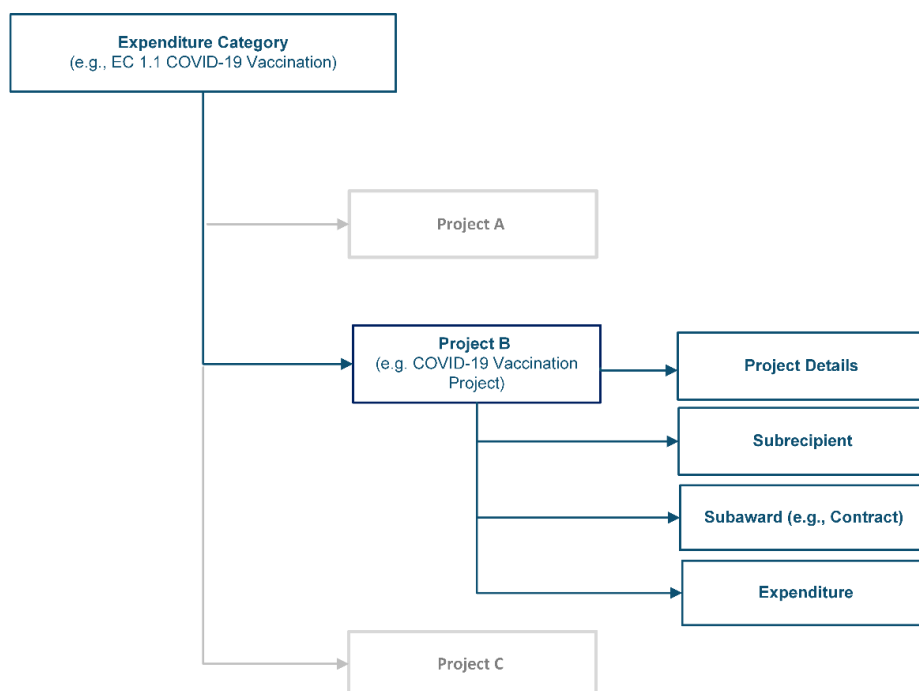 Expenditure Category
(e.g., EC 1.1 COVID-19 Vaccination)
Project A
Project B
(e.g. COVID-19 Vaccination
Project)
Project Details
Subrecipient
Subaward (e.g., Contract)
Expenditure
Project C